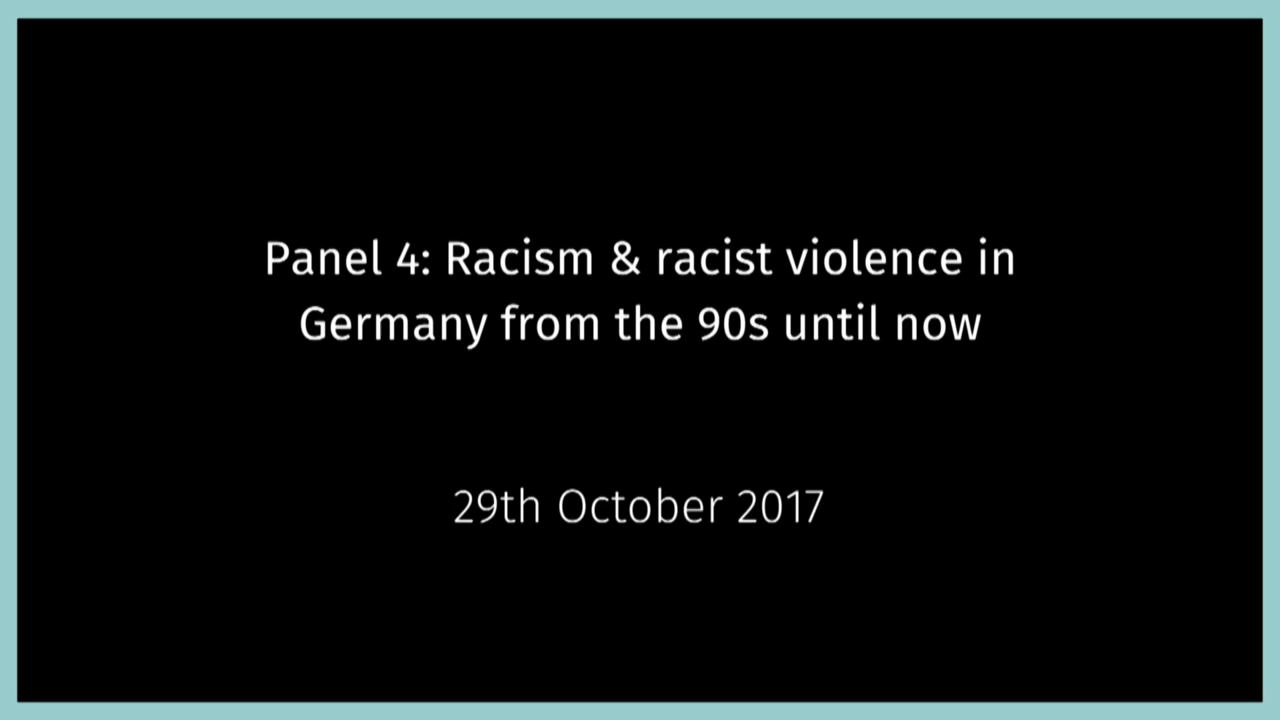 Panel 4: Racism & racist violence in
Germany from the 90s until now
29th October 2017